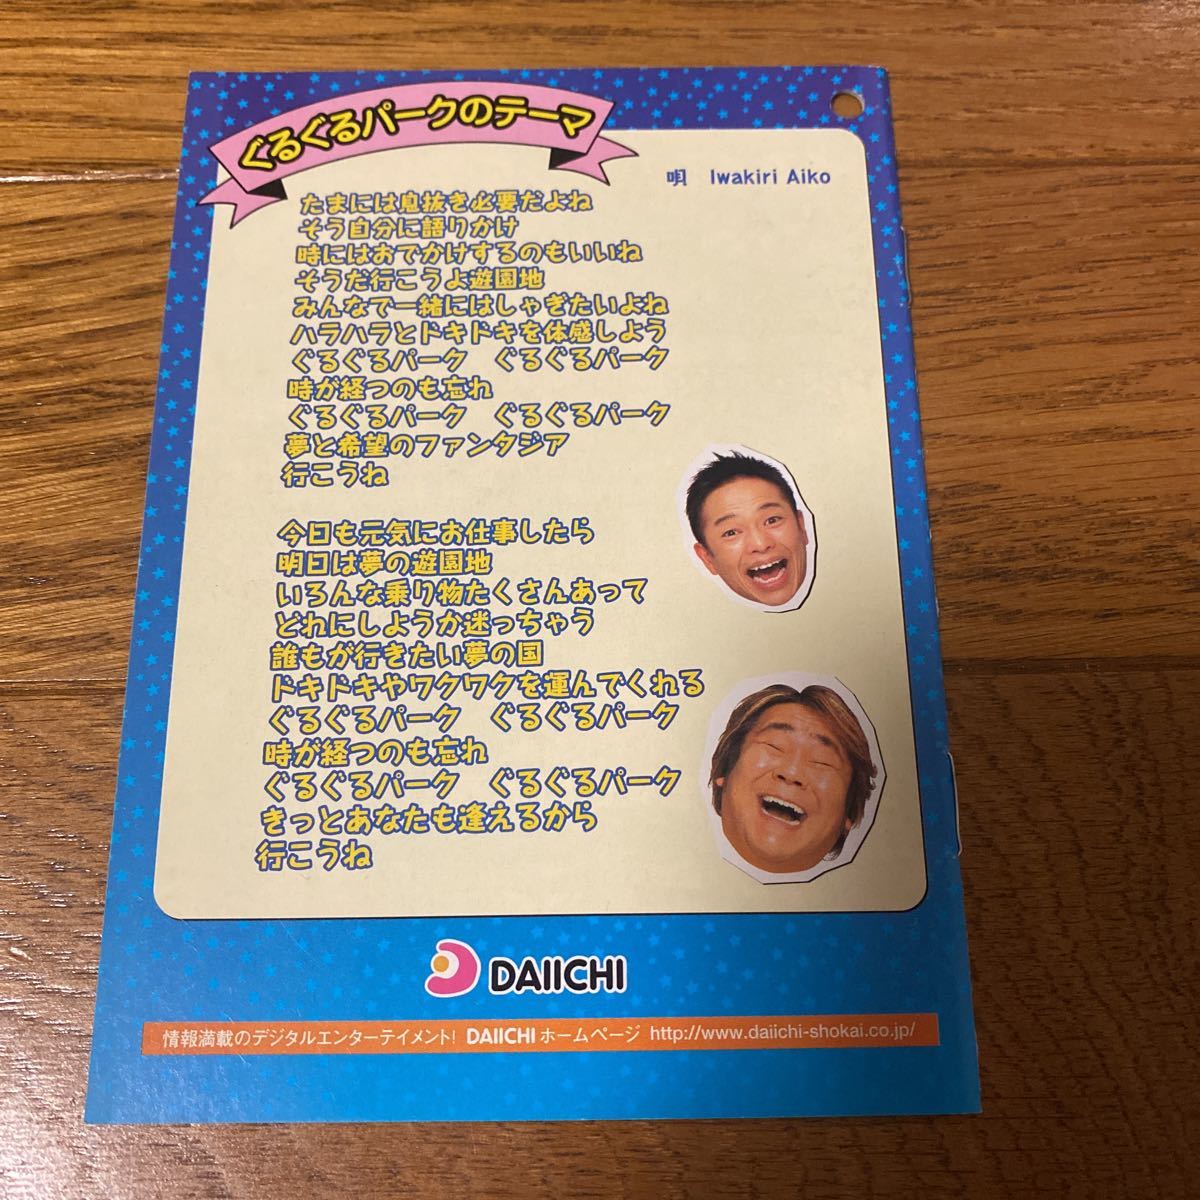 ぐるぐるパークのテーマ
唄　Iwakiri Aiko
たまには息抜き必要だよね
そう自分に語りかけ
時にはおでかけするのもいいね
そうだ行こうよ遊園地
みんなで一緒にはしゃぎたいよね
ハラハラとドキドキを体感しよう
ぐるぐるパーク　ぐるぐるパーク
時が経つのも忘れ
ぐるぐるパーク　ぐるぐるパーク
夢と希望のファンタジア
行こうね
今日も元気にお仕事したら
明日は夢の遊園地
いろんな乗り物たくさんあって
どれにしようか迷っちゃう
誰もが行きたい夢の国
ドキドキやワクワクを運んでくれる
ぐるぐるパーク　ぐるぐるパーク
時が経つのも忘れ
ぐるぐるパーク　ぐるぐるパーク
きっとあなたも逢えるから
行こうね
DAIICHI
情報満載のデジタルエンターテイメント! DAIICHI ホームページ http://www.daiichi-shokai.co.jp/